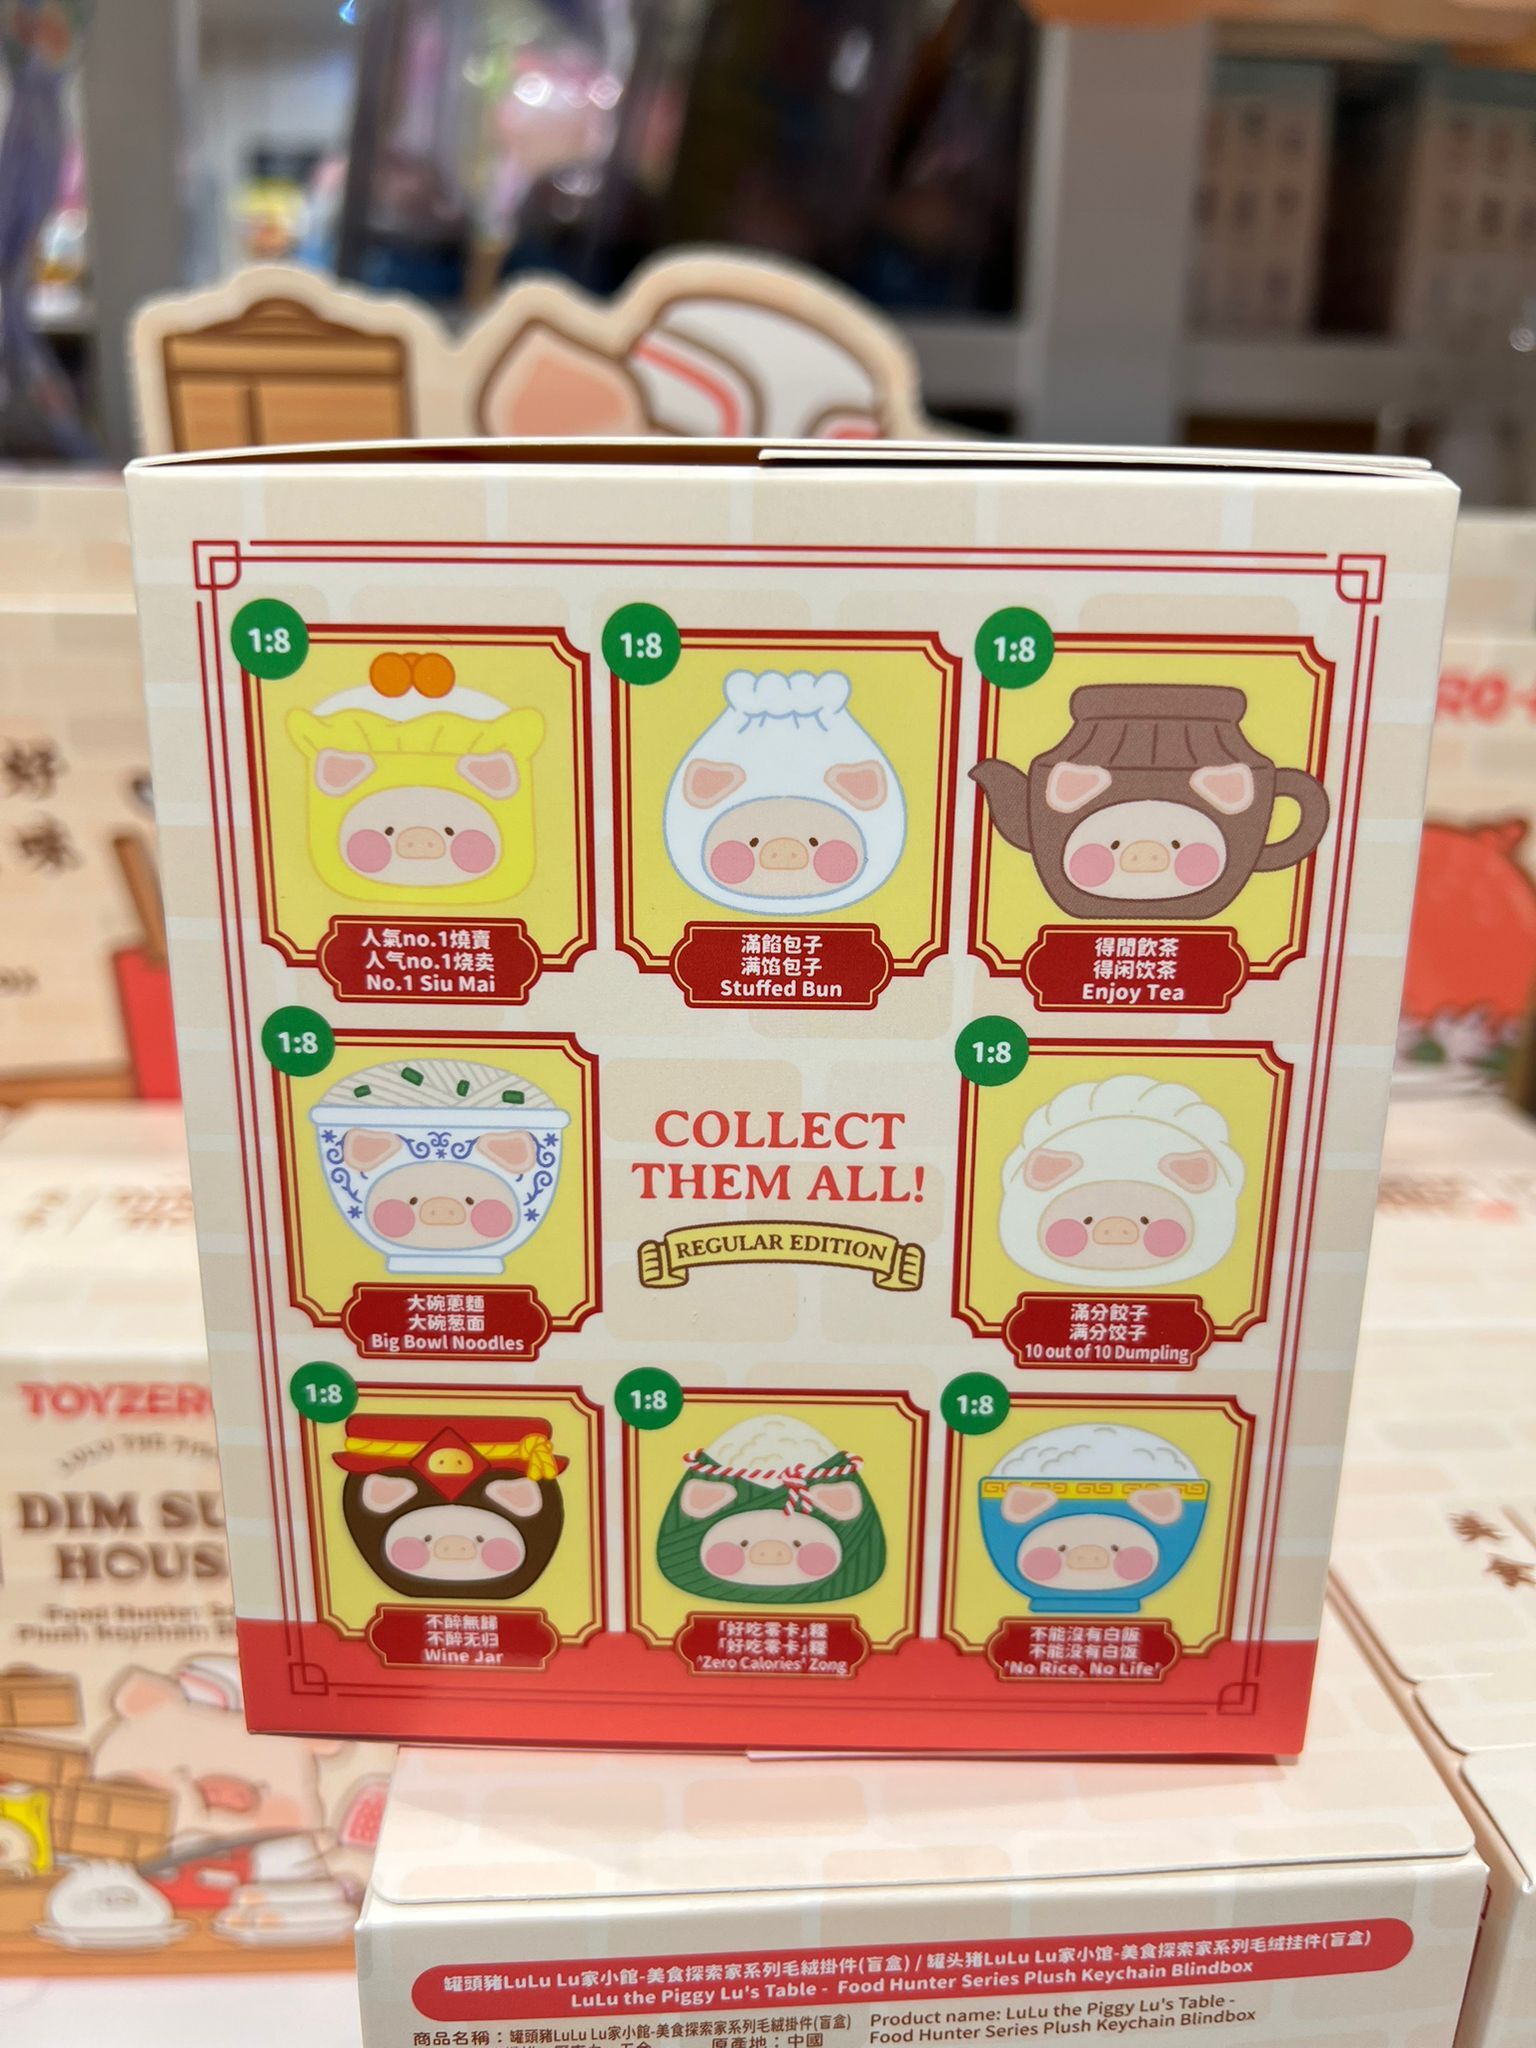 1:8
人氣no.1燒賣
人气no.1烧卖
No.1 Siu Mai
1:8
滿餡包子
满馅包子
Stuffed Bun
1:8
得閒飲茶
得闲饮茶
Enjoy Tea
1:8
大碗蔥麵
大碗葱面
Big Bowl Noodles
COLLECT
THEM ALL!
REGULAR EDITION
1:8
滿分餃子
满分饺子
10 out of 10 Dumpling
1:8
不醉無歸
不醉无归
Wine Jar
1:8
「好吃零卡」糭
「好吃零卡」糭
'Zero Calories' Zong
1:8
不能沒有白飯
不能没有白饭
'No Rice, No Life'
好
味
TOYZER
LULU THE
DIM SU
HOUS
Food Hunter
Plush Keychain
罐頭豬LuLu Lu家小館-美食探索家系列毛絨掛件(盲盒) / 罐头猪LuLu Lu家小馆-美食探索家系列毛绒挂件(盲盒)
LuLu the Piggy Lu's Table - Food Hunter Series Plush Keychain Blindbox
商品名稱：罐頭豬LuLu Lu家小館-美食探索家系列毛絨掛件(盲盒)
原產地：中國
Product name: LuLu the Piggy Lu's Table -
Food Hunter Series Plush Keychain Blindbox